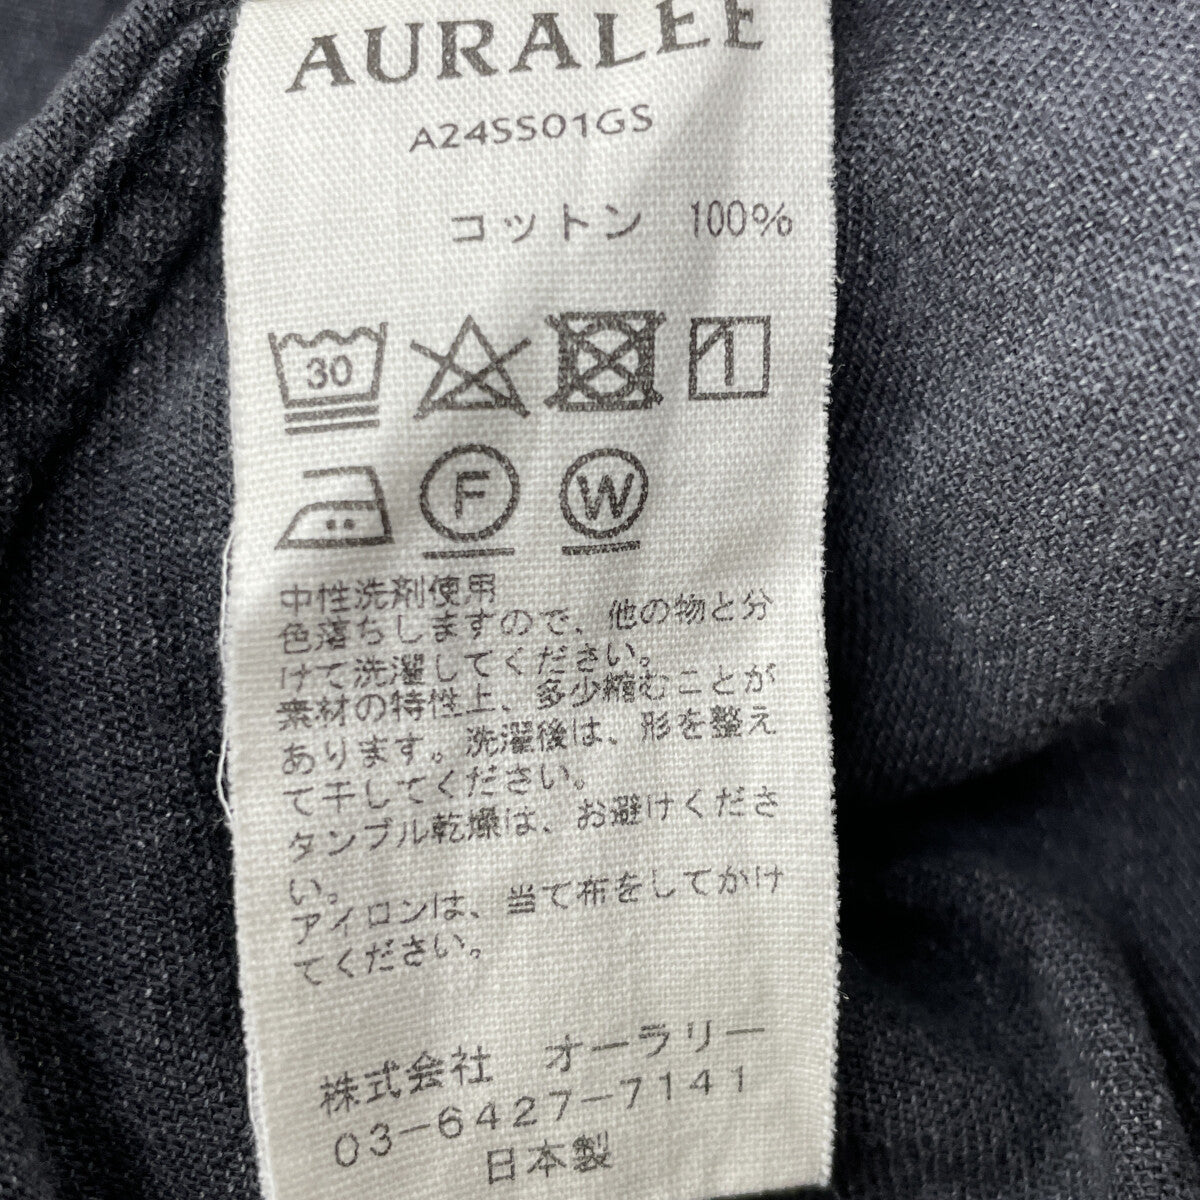 AURALEE
A24SS01GS
コットン 100%
30
F W
中性洗剤使用
色落ちしますので、他の物と分
けて洗濯してください。
素材の特性上、多少縮むことが
あります。洗濯後は、形を整え
て干してください。
タンブル乾燥は、お避けくださ
い。
アイロンは、当て布をしてかけ
てください。
株式会社 オーラリー
03-6427-7141
日本製